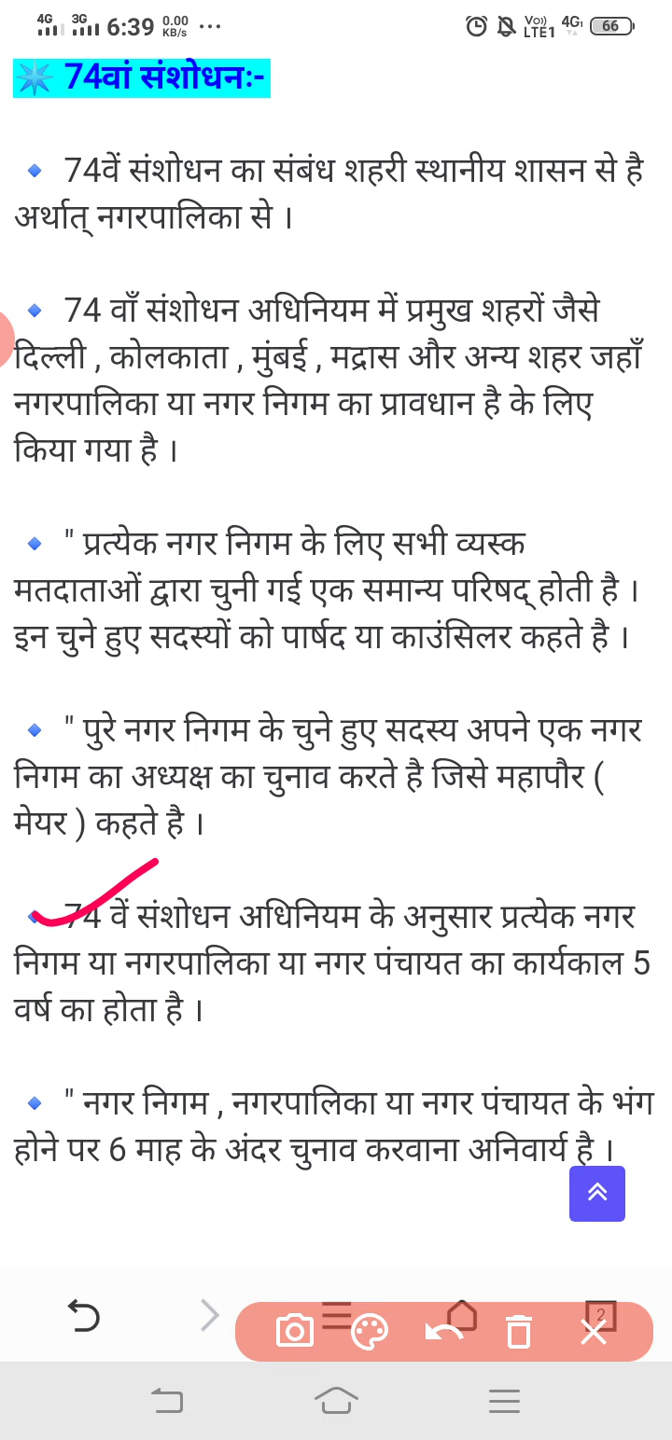 4G 3G 6:39 0.00 KB/s ... Vo)) LTE1 4G 66
74वां संशोधनः-
74वें संशोधन का संबंध शहरी स्थानीय शासन से है
अर्थात् नगरपालिका से ।
74 वाँ संशोधन अधिनियम में प्रमुख शहरों जैसे
दिल्ली , कोलकाता , मुंबई , मद्रास और अन्य शहर जहाँ
नगरपालिका या नगर निगम का प्रावधान है के लिए
किया गया है ।
" प्रत्येक नगर निगम के लिए सभी व्यस्क
मतदाताओं द्वारा चुनी गई एक समान्य परिषद् होती है ।
इन चुने हुए सदस्यों को पार्षद या काउंसिलर कहते है ।
" पुरे नगर निगम के चुने हुए सदस्य अपने एक नगर
निगम का अध्यक्ष का चुनाव करते है जिसे महापौर (
मेयर ) कहते है ।
74 वें संशोधन अधिनियम के अनुसार प्रत्येक नगर
निगम या नगरपालिका या नगर पंचायत का कार्यकाल 5
वर्ष का होता है ।
" नगर निगम , नगरपालिका या नगर पंचायत के भंग
होने पर 6 माह के अंदर चुनाव करवाना अनिवार्य है ।
2